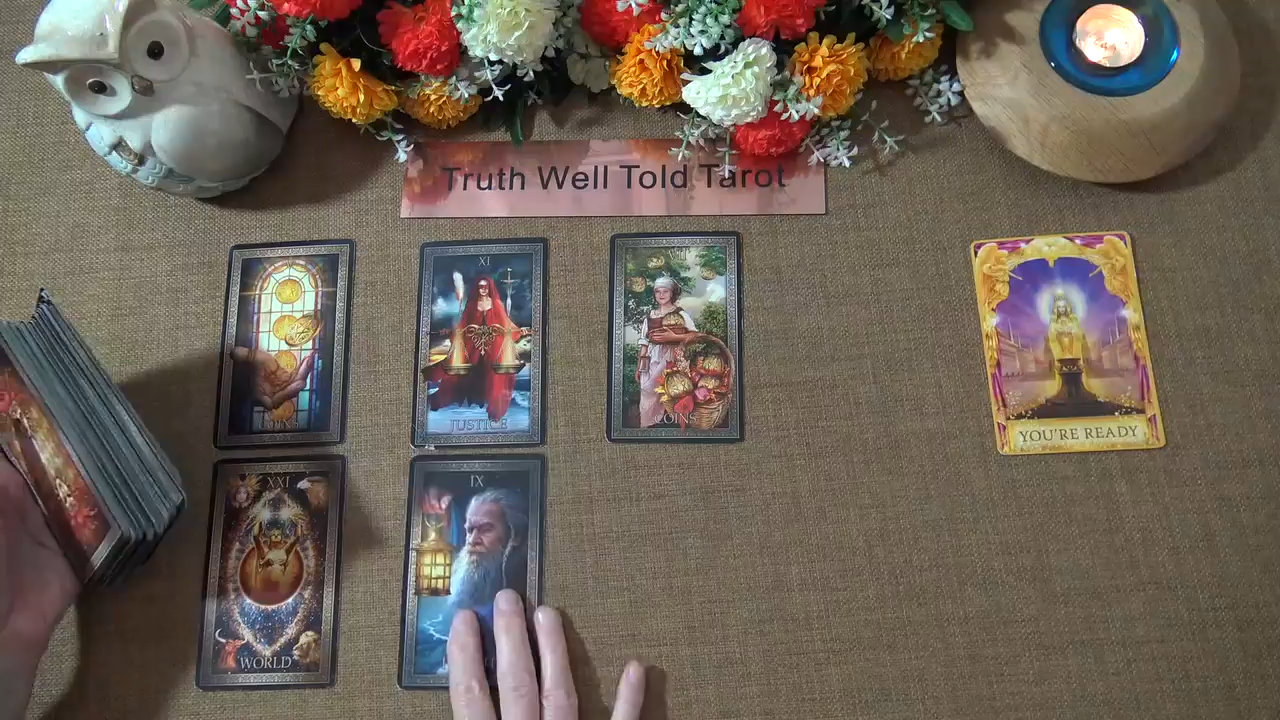 Truth Well Told Tarot
COINS
XI
JUSTICE
COINS
YOU'RE READY
XXI
WORLD
IX